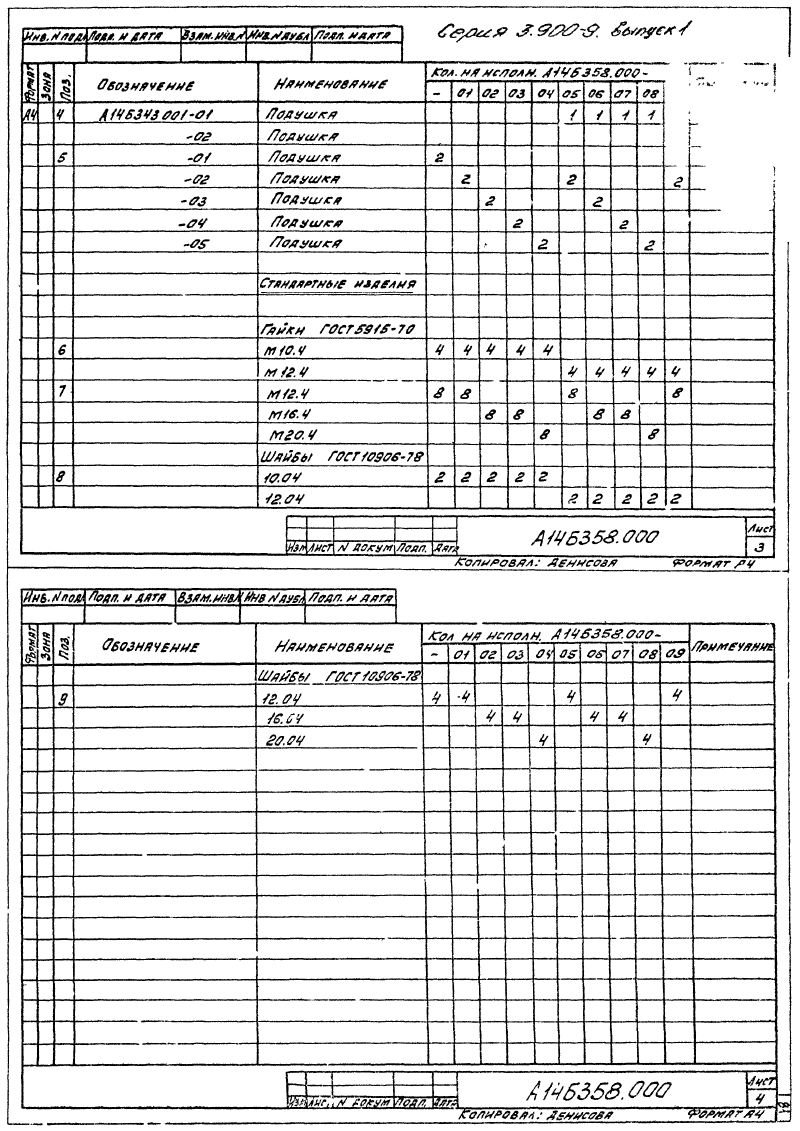 Серия 3.900-9. Выпуск 1
Инв. N подл. Подп. и дата Взам. инв. N Инв. N дубл. Подп. и дата
Формат Зона Поз. Обозначение Наименование Кол. на исполн. А14Б358.000-
- 01 02 03 04 05 06 07 08
А4 4 А14Б343.001-01 Подушка 1 1 1 1
-02 Подушка
5 -01 Подушка 2
-02 Подушка 2 2 2
-03 Подушка 2 2
-04 Подушка 2 2
-05 Подушка 2 2
Стандартные изделия
Гайки ГОСТ 5915-70
6 М10.4 4 4 4 4 4
М12.4 4 4 4 4 4
7 М12.4 8 8 8 8
М16.4 8 8 8 8
М20.4 8 8
Шайбы ГОСТ 10906-78
8 10.04 2 2 2 2 2
12.04 2 2 2 2 2
Изм Лист N докум Подп. Дата А14Б358.000 Лист 3
Копировал: Денисова Формат А4
Инв. N подл. Подп. и дата Взам. инв. N Инв. N дубл. Подп. и дата
Формат Зона Поз. Обозначение Наименование Кол. на исполн. А14Б358.000- Примечание
- 01 02 03 04 05 06 07 08 09
Шайбы ГОСТ 10906-78
9 12.04 4 4 4 4
16.04 4 4 4 4
20.04 4 4
Изм Лист N докум Подп. Дата А14Б358.000 Лист 4
Копировал: Денисова Формат А4